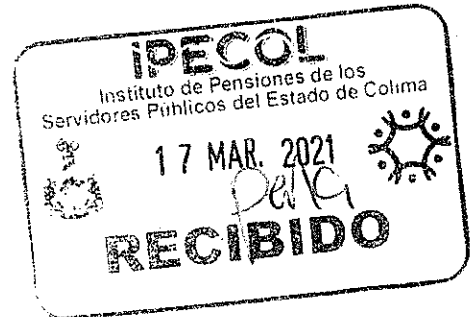 IPECOL
Instituto de Pensiones de los
Servidores Públicos del Estado de Colima
17 MAR. 2021
RECIBIDO